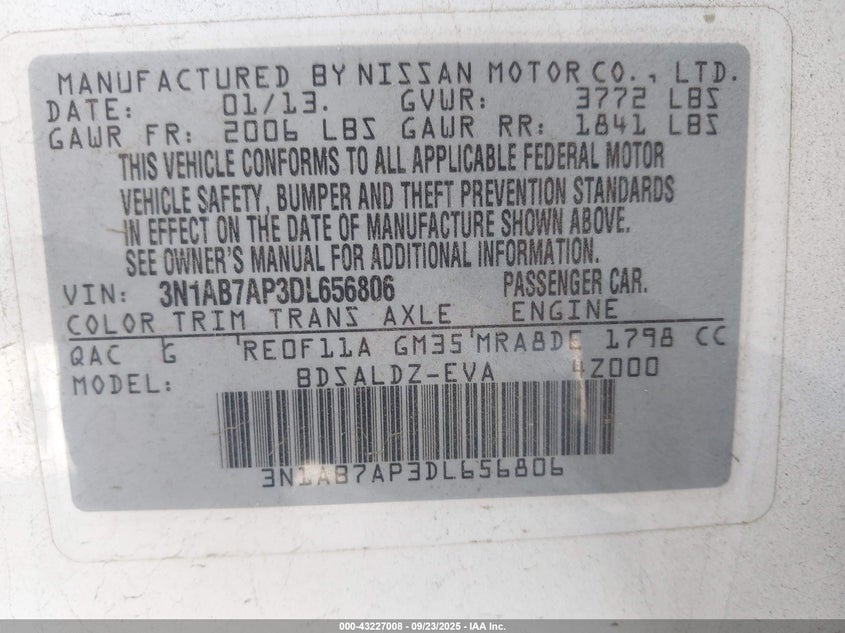 MANUFACTURED BY NISSAN MOTOR CO., LTD.
DATE: 01/13. GVWR: 3772 LBS
GAWR FR: 2006 LBS GAWR RR: 1841 LBS
THIS VEHICLE CONFORMS TO ALL APPLICABLE FEDERAL MOTOR
VEHICLE SAFETY, BUMPER AND THEFT PREVENTION STANDARDS
IN EFFECT ON THE DATE OF MANUFACTURE SHOWN ABOVE.
SEE OWNER'S MANUAL FOR ADDITIONAL INFORMATION.
VIN: 3N1AB7AP3DL656806 PASSENGER CAR.
COLOR TRIM TRANS AXLE ENGINE
QAC G RE0F11A GM35 MRA8DE 1798 CC
MODEL: BDSALDZ-EVA 4Z000
3N1AB7AP3DL656806
000-43227008 - 09/23/2025 - IAA Inc.